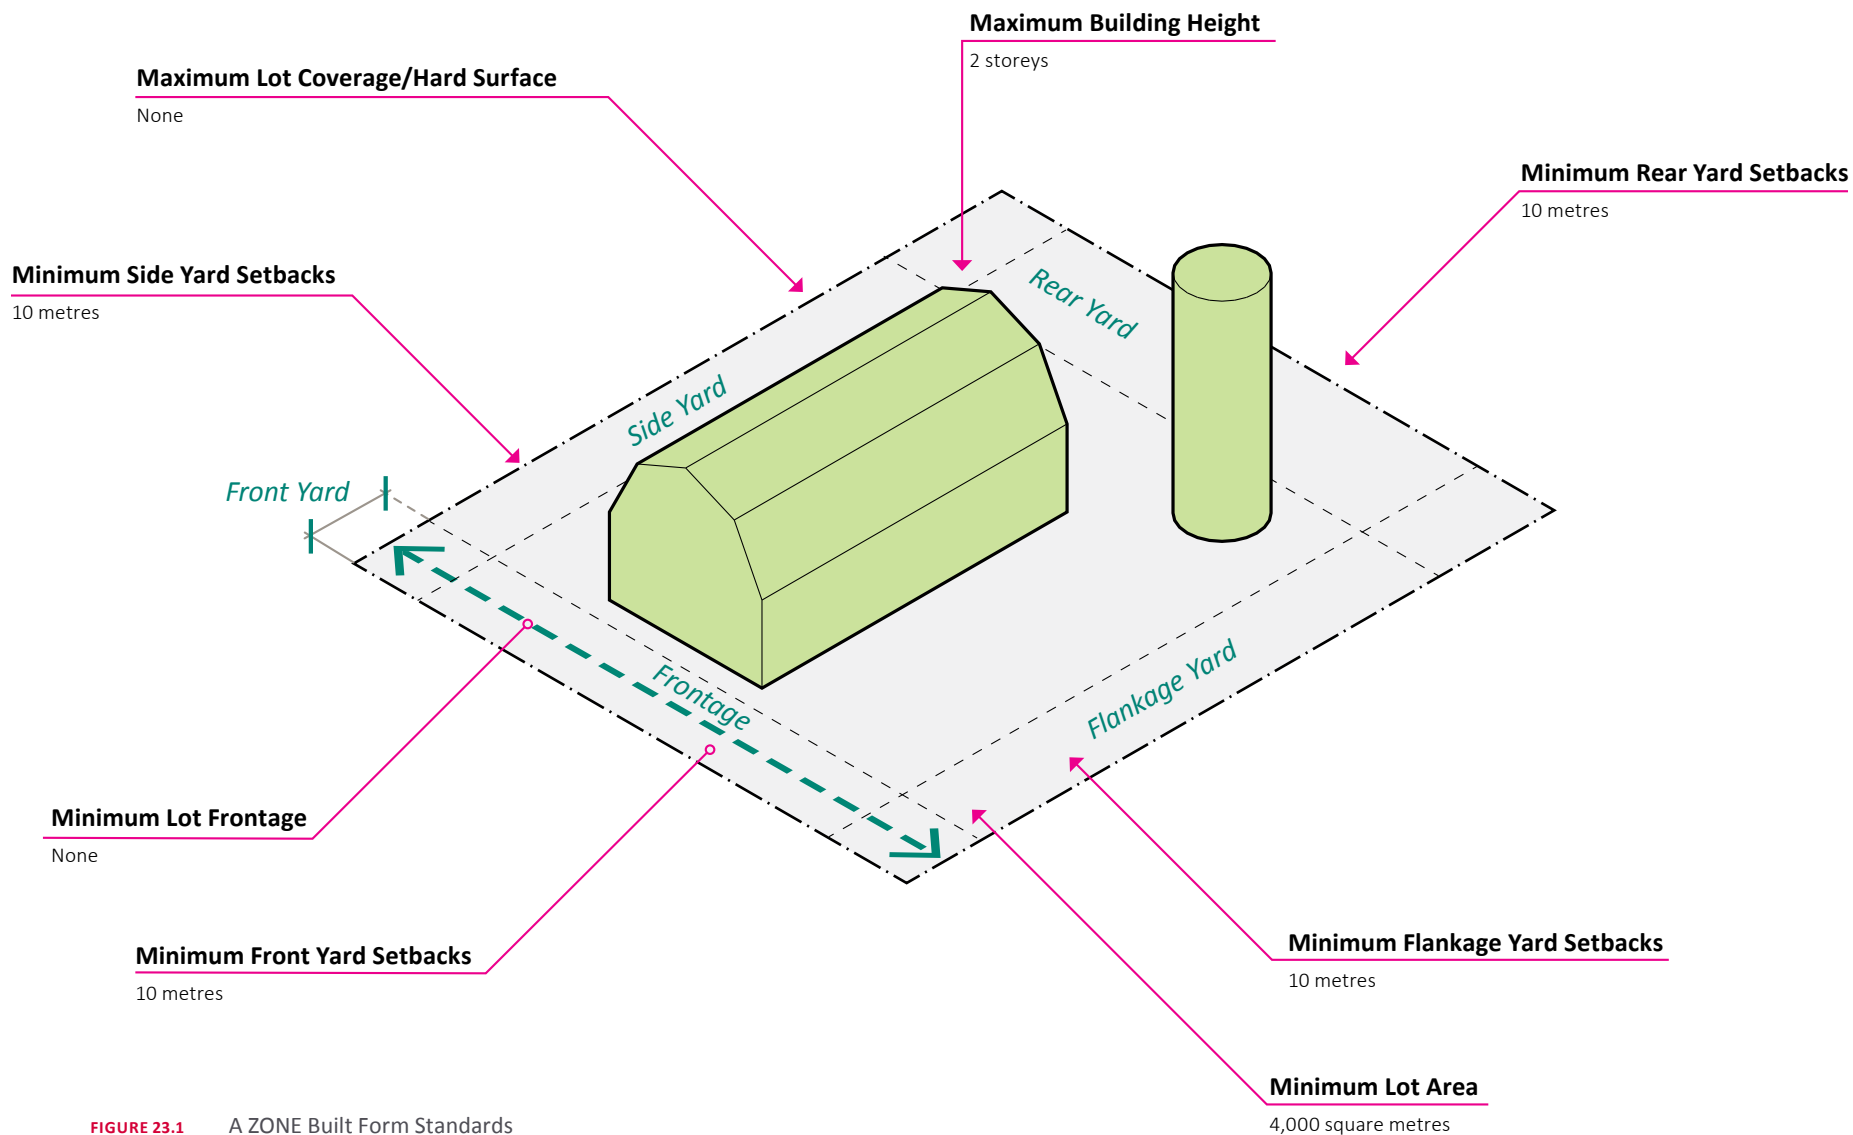 Maximum Building Height
2 storeys
Maximum Lot Coverage/Hard Surface
None
Minimum Rear Yard Setbacks
10 metres
Minimum Side Yard Setbacks
10 metres
Rear Yard
Side Yard
Front Yard
Frontage
Flankage Yard
Minimum Lot Frontage
None
Minimum Front Yard Setbacks
10 metres
Minimum Flankage Yard Setbacks
10 metres
Minimum Lot Area
4,000 square metres
FIGURE 23.1 A ZONE Built Form Standards